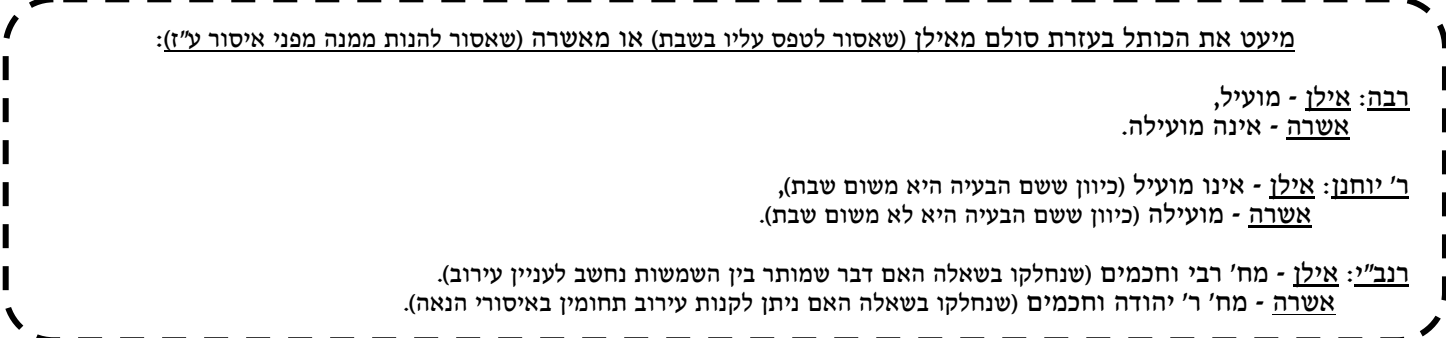 מיעט את הכותל בעזרת סולם מאילן (שאסור לטפס עליו בשבת) או מאשרה (שאסור להנות ממנה מפני איסור ע"ז):
רבה: אילן - מועיל,
אשרה - אינה מועילה.
ר' יוחנן: אילן - אינו מועיל (כיוון ששם הבעיה היא משום שבת),
אשרה - מועילה (כיוון ששם הבעיה היא לא משום שבת).
רנב"י: אילן - מח' רבי וחכמים (שנחלקו בשאלה האם דבר שמותר בין השמשות נחשב לעניין עירוב).
אשרה - מח' ר' יהודה וחכמים (שנחלקו בשאלה האם ניתן לקנות עירוב תחומין באיסורי הנאה).